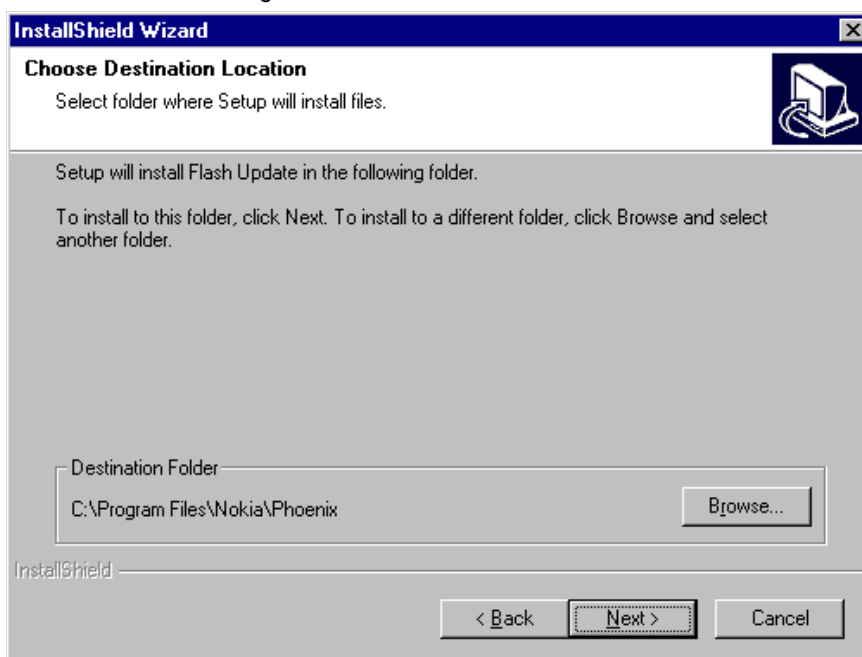 InstallShield Wizard
Choose Destination Location
Select folder where Setup will install files.
Setup will install Flash Update in the following folder.
To install to this folder, click Next. To install to a different folder, click Browse and select
another folder.
Destination Folder
C:\Program Files\Nokia\Phoenix
Browse...
InstallShield
< Back
Next >
Cancel